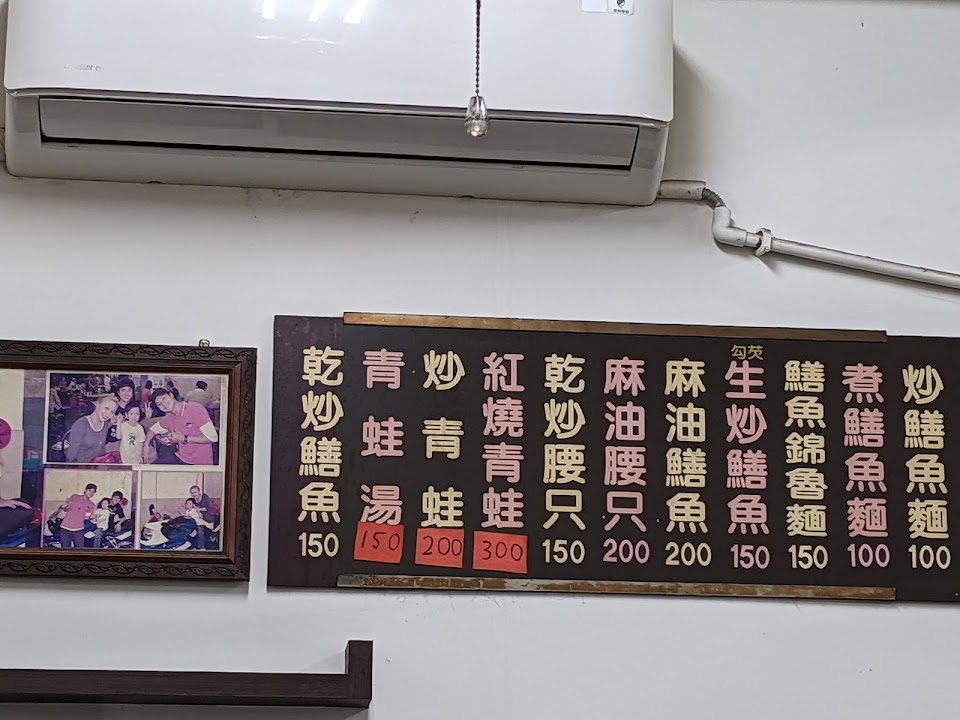 炒鱔魚麵 100
煮鱔魚麵 100
鱔魚錦魯麵 150
勾芡
生炒鱔魚 150
麻油鱔魚 200
麻油腰只 200
乾炒腰只 150
紅燒青蛙 300
炒青蛙 200
青蛙湯 150
乾炒鱔魚 150